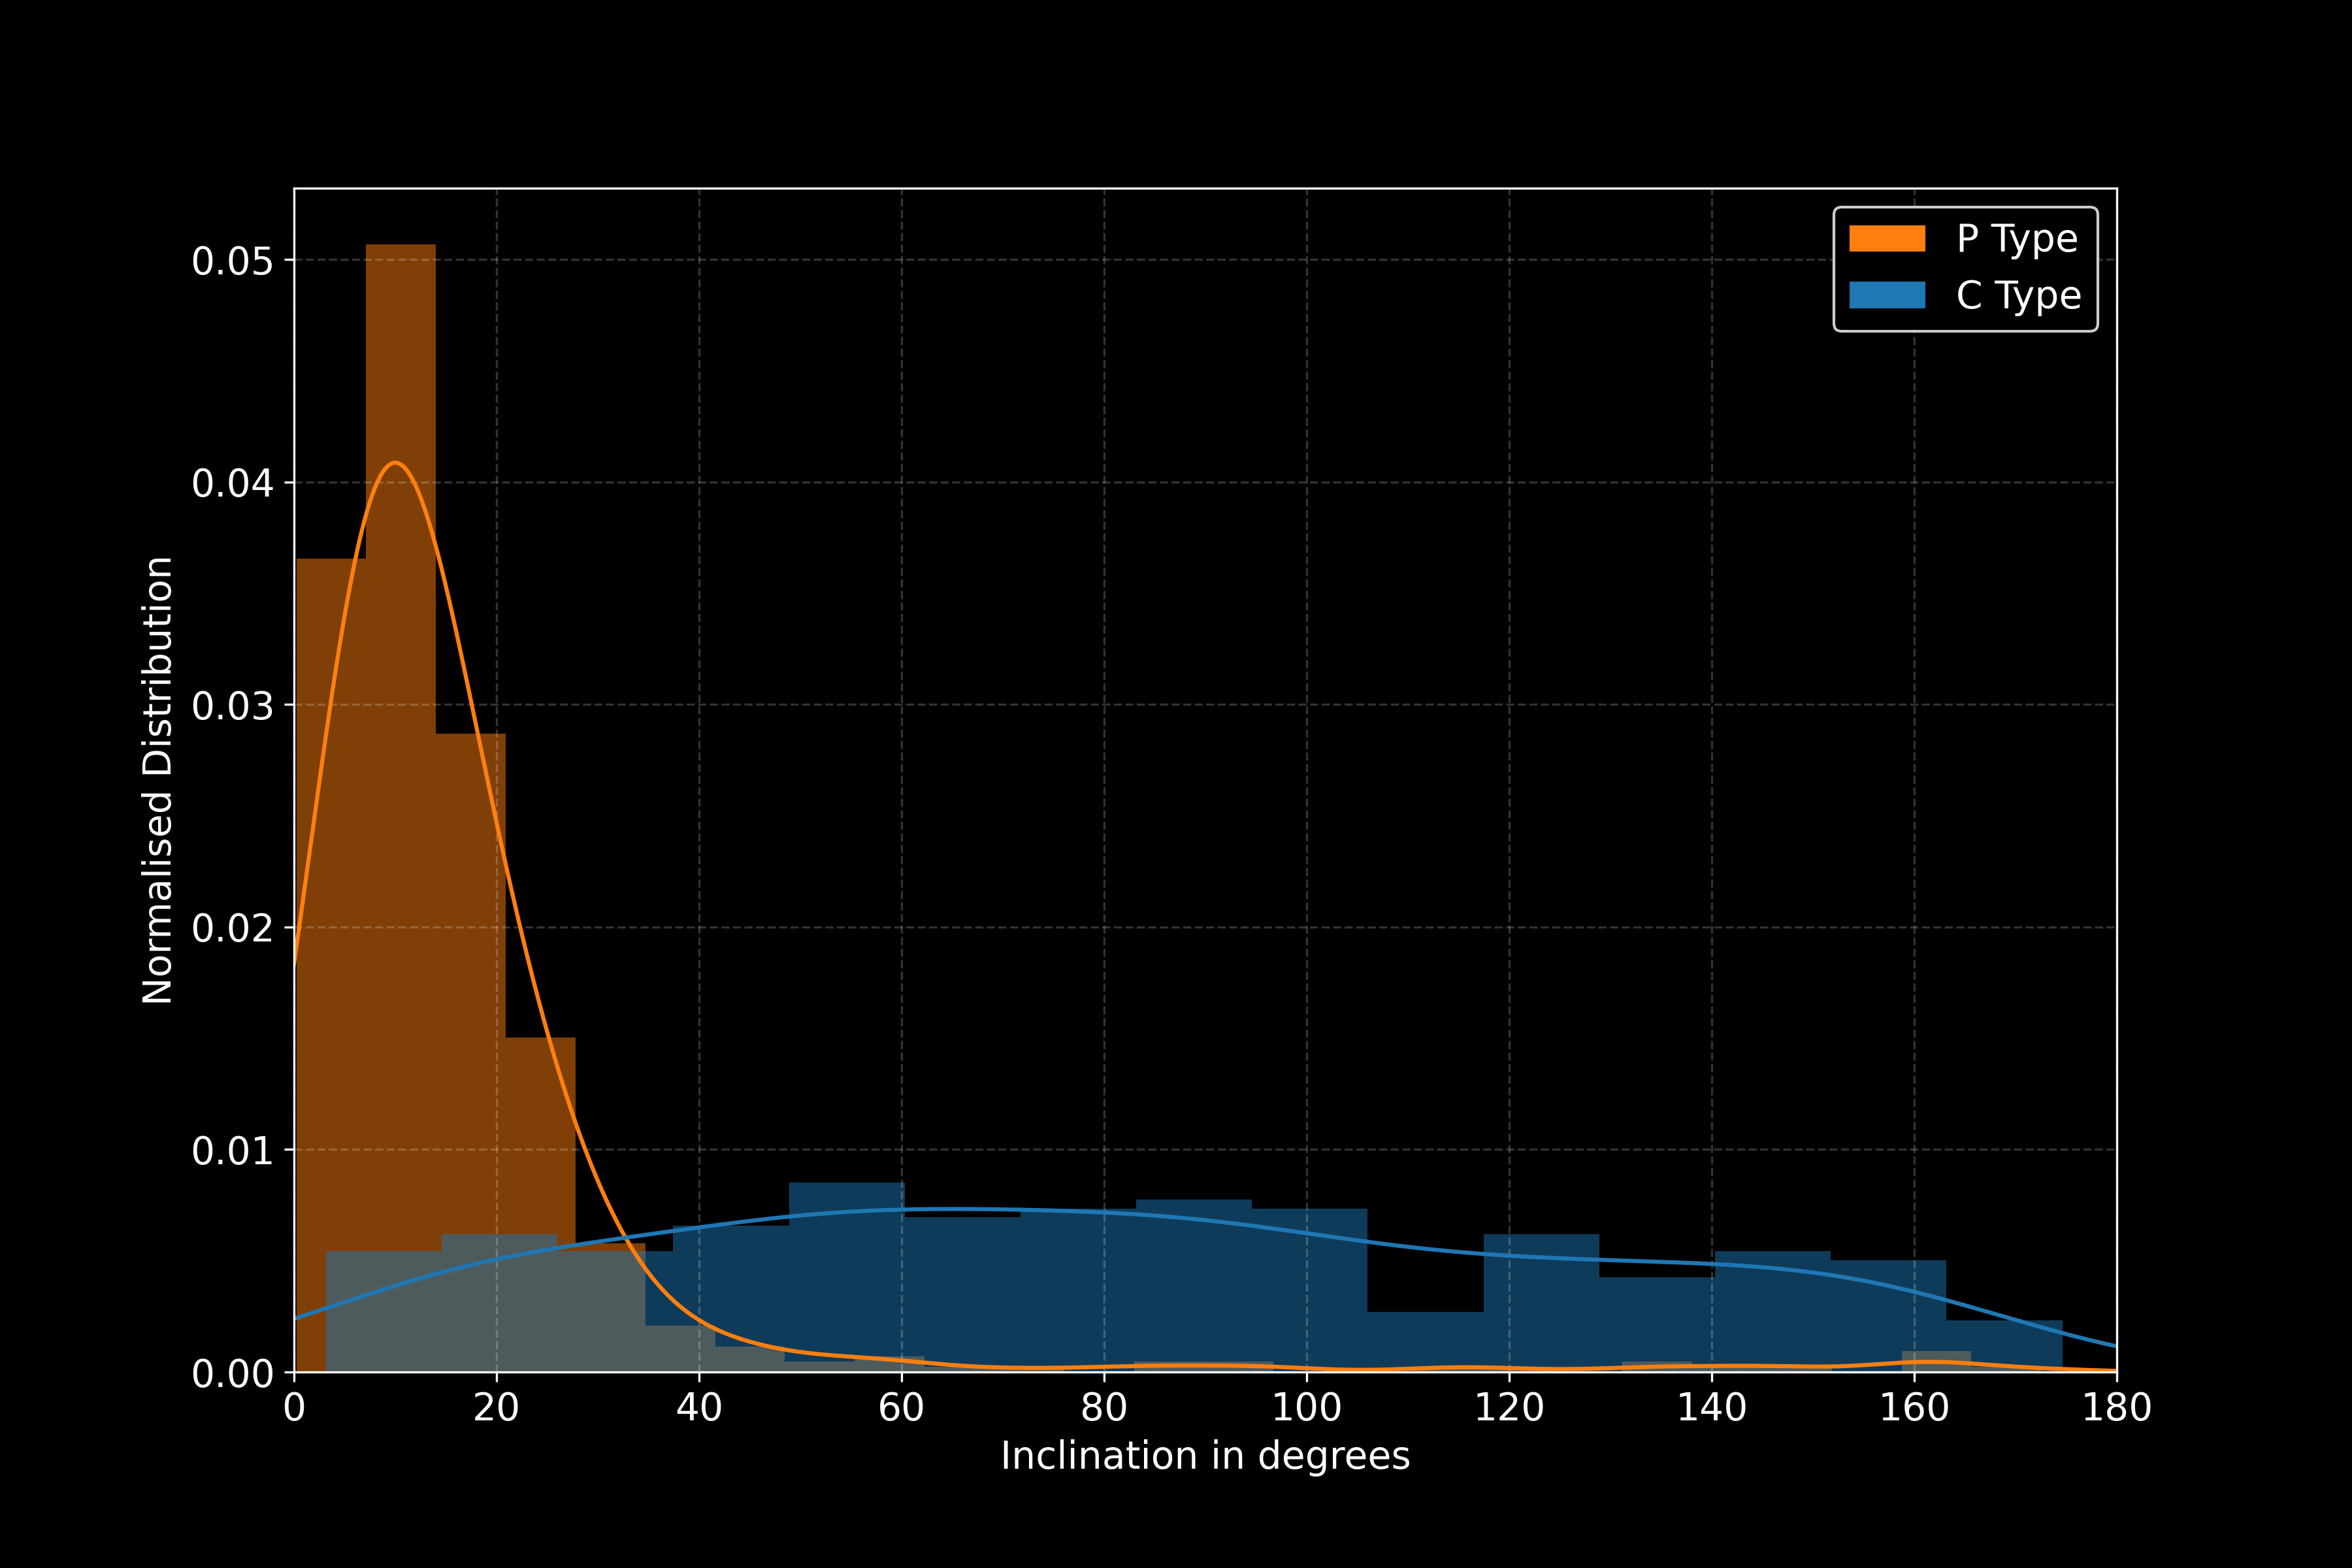 P Type
C Type
0.05
0.04
0.03
0.02
0.01
0.00
Normalised Distribution
0 20 40 60 80 100 120 140 160 180
Inclination in degrees